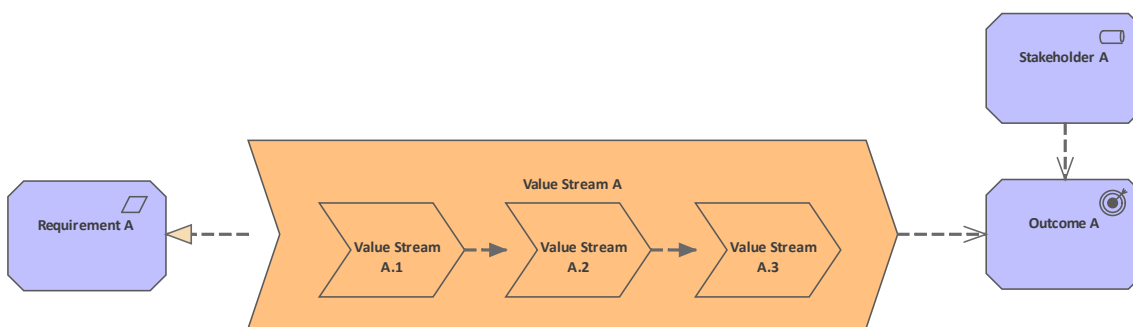 Stakeholder A
Value Stream A
Requirement A
Outcome A
Value Stream
A.1
Value Stream
A.2
Value Stream
A.3